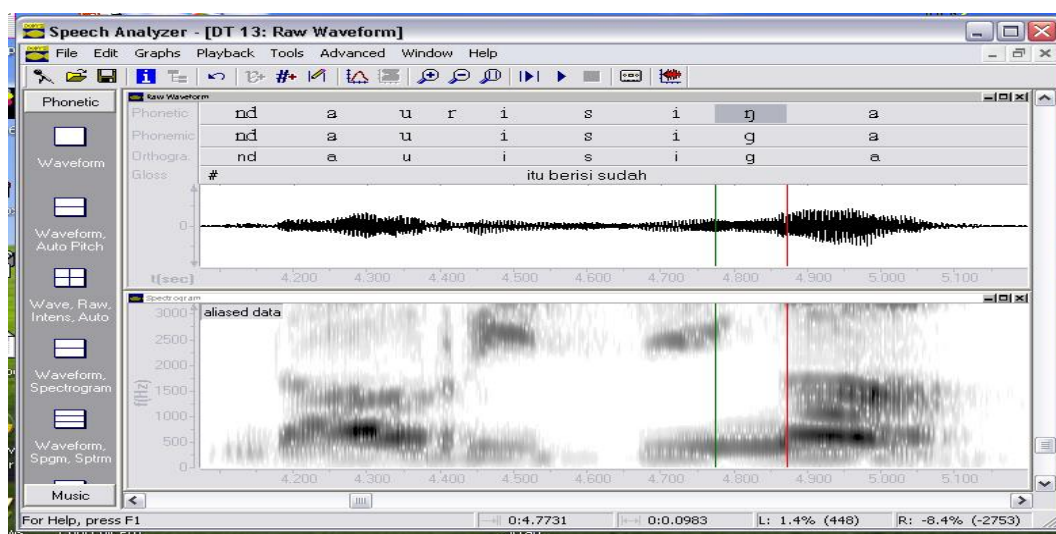 Speech Analyzer - [DT 13: Raw Waveform]
File Edit Graphs Playback Tools Advanced Window Help
Phonetic
Waveform
Waveform, Auto Pitch
Wave, Raw, Intens, Auto
Waveform, Spectrogram
Waveform, Spgm, Sptrm
Music
Raw Waveform
Phonetic nd a u r i s i ŋ a
Phonemic nd a u i s i g a
Orthogra. nd a u i s i g a
Gloss # itu berisi sudah
0
t(sec) 4.200 4.300 4.400 4.500 4.600 4.700 4.800 4.900 5.000 5.100
Spectrogram
aliased data
f(Hz)
3000
2500
2000
1500
1000
500
0
4.200 4.300 4.400 4.500 4.600 4.700 4.800 4.900 5.000 5.100
For Help, press F1 0:4.7731 0:0.0983 L: 1.4% (448) R: -8.4% (-2753)